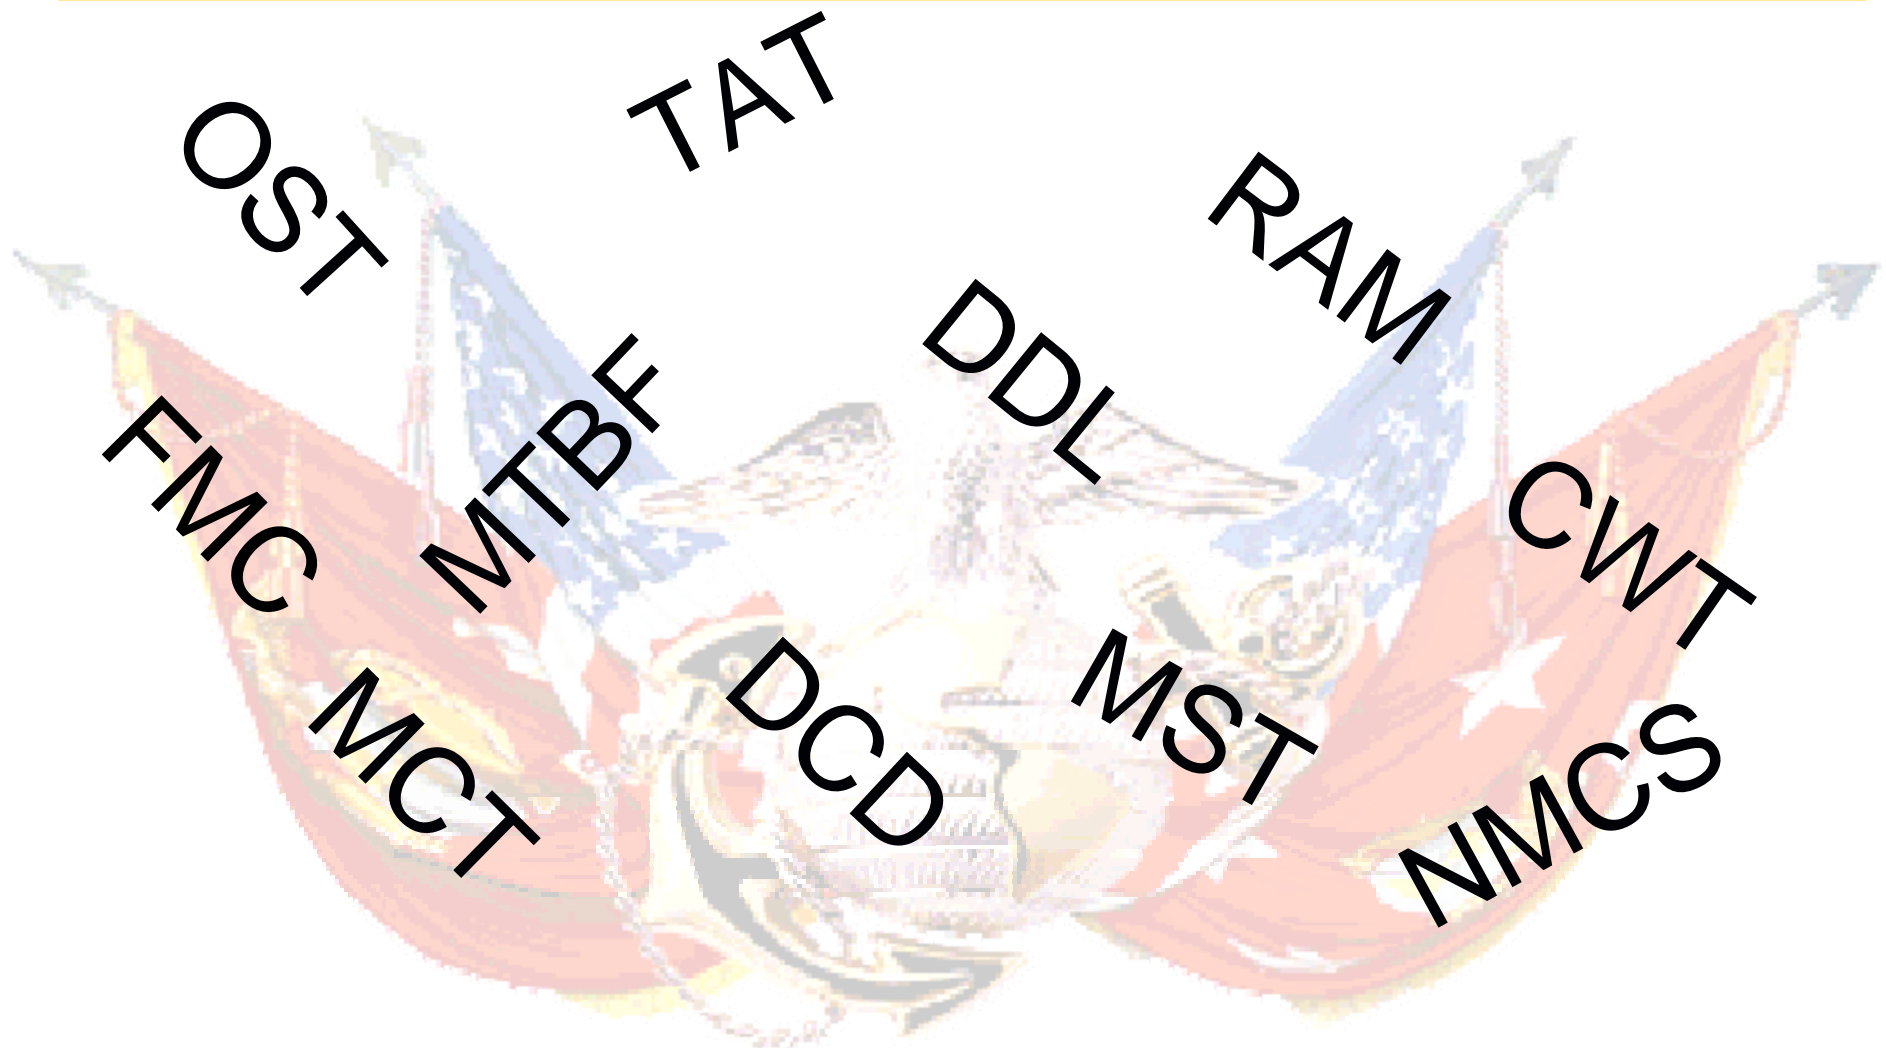 TAT
OST
RAM
DDL
MTBF
FMC
CWT
DCD
MST
MCT
NMCS